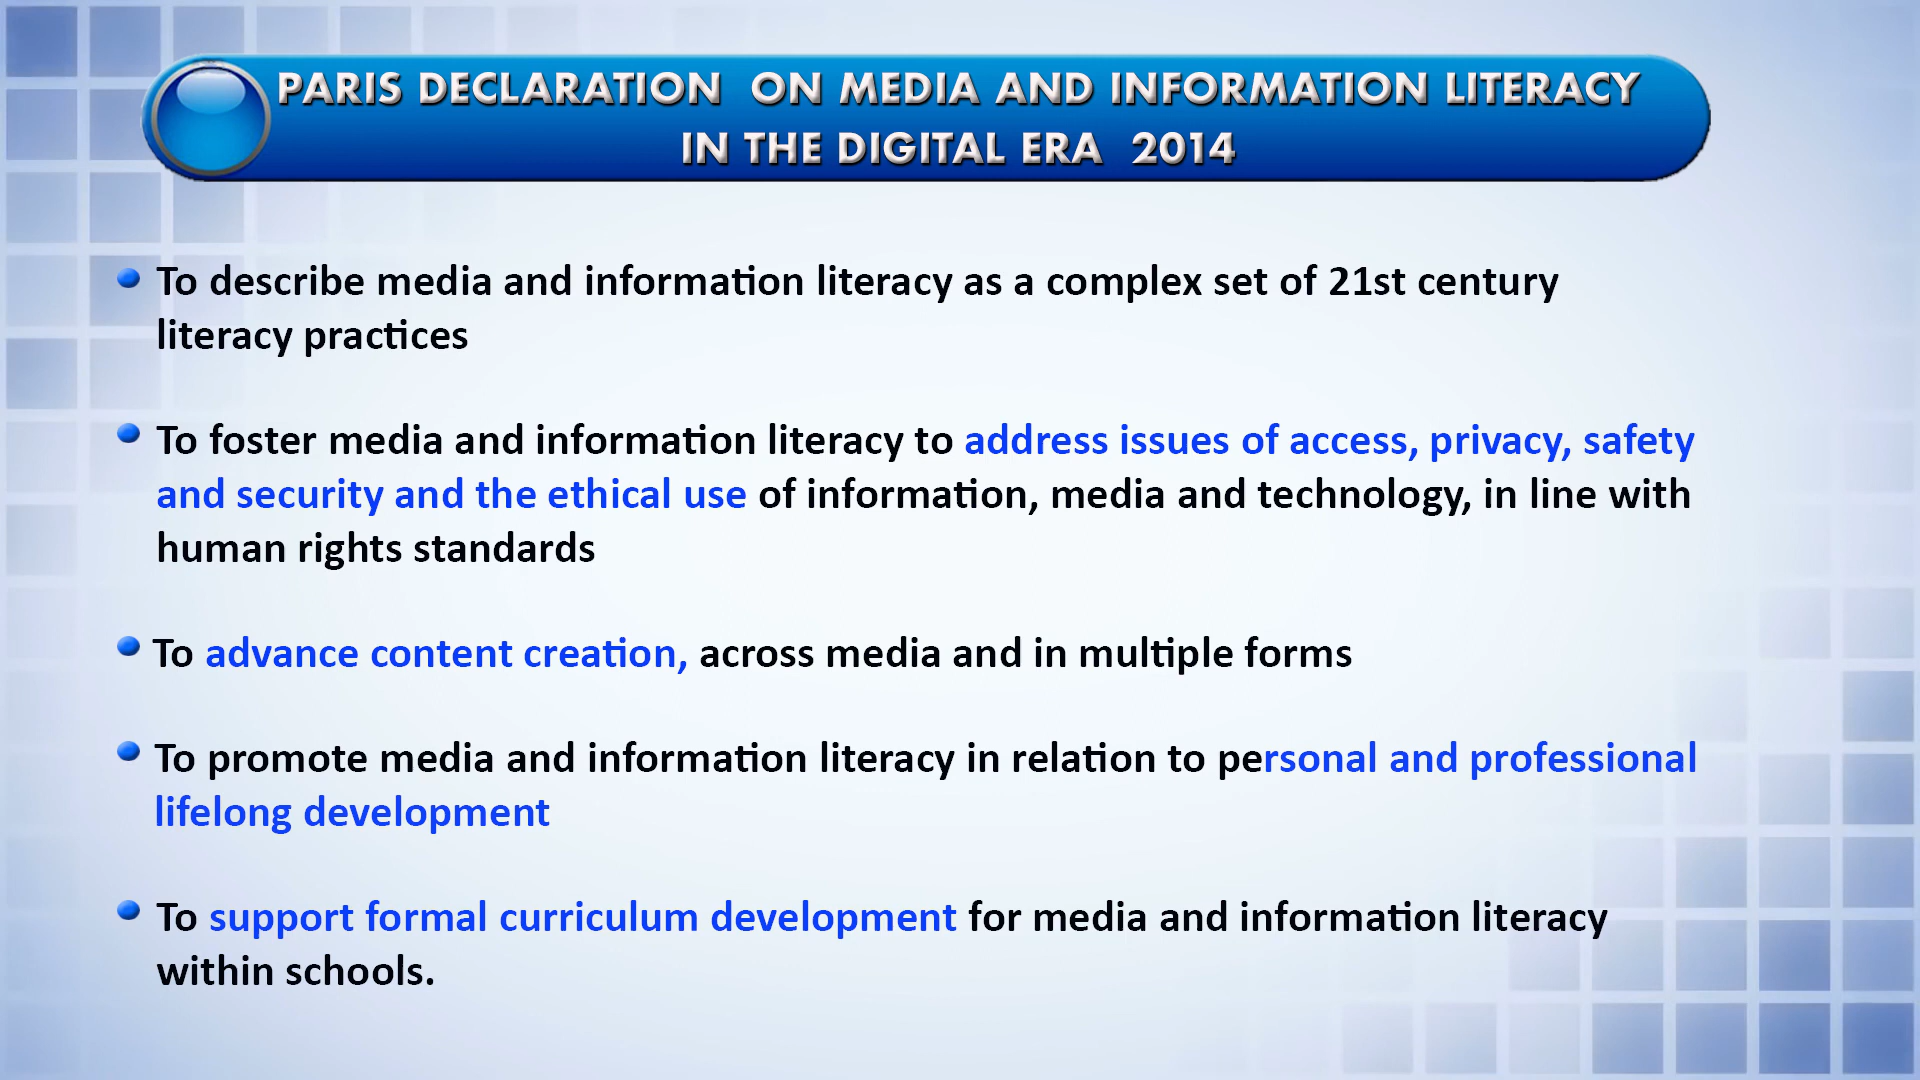 PARIS DECLARATION ON MEDIA AND INFORMATION LITERACY
IN THE DIGITAL ERA 2014
To describe media and information literacy as a complex set of 21st century
literacy practices
To foster media and information literacy to address issues of access, privacy, safety
and security and the ethical use of information, media and technology, in line with
human rights standards
To advance content creation, across media and in multiple forms
To promote media and information literacy in relation to personal and professional
lifelong development
To support formal curriculum development for media and information literacy
within schools.